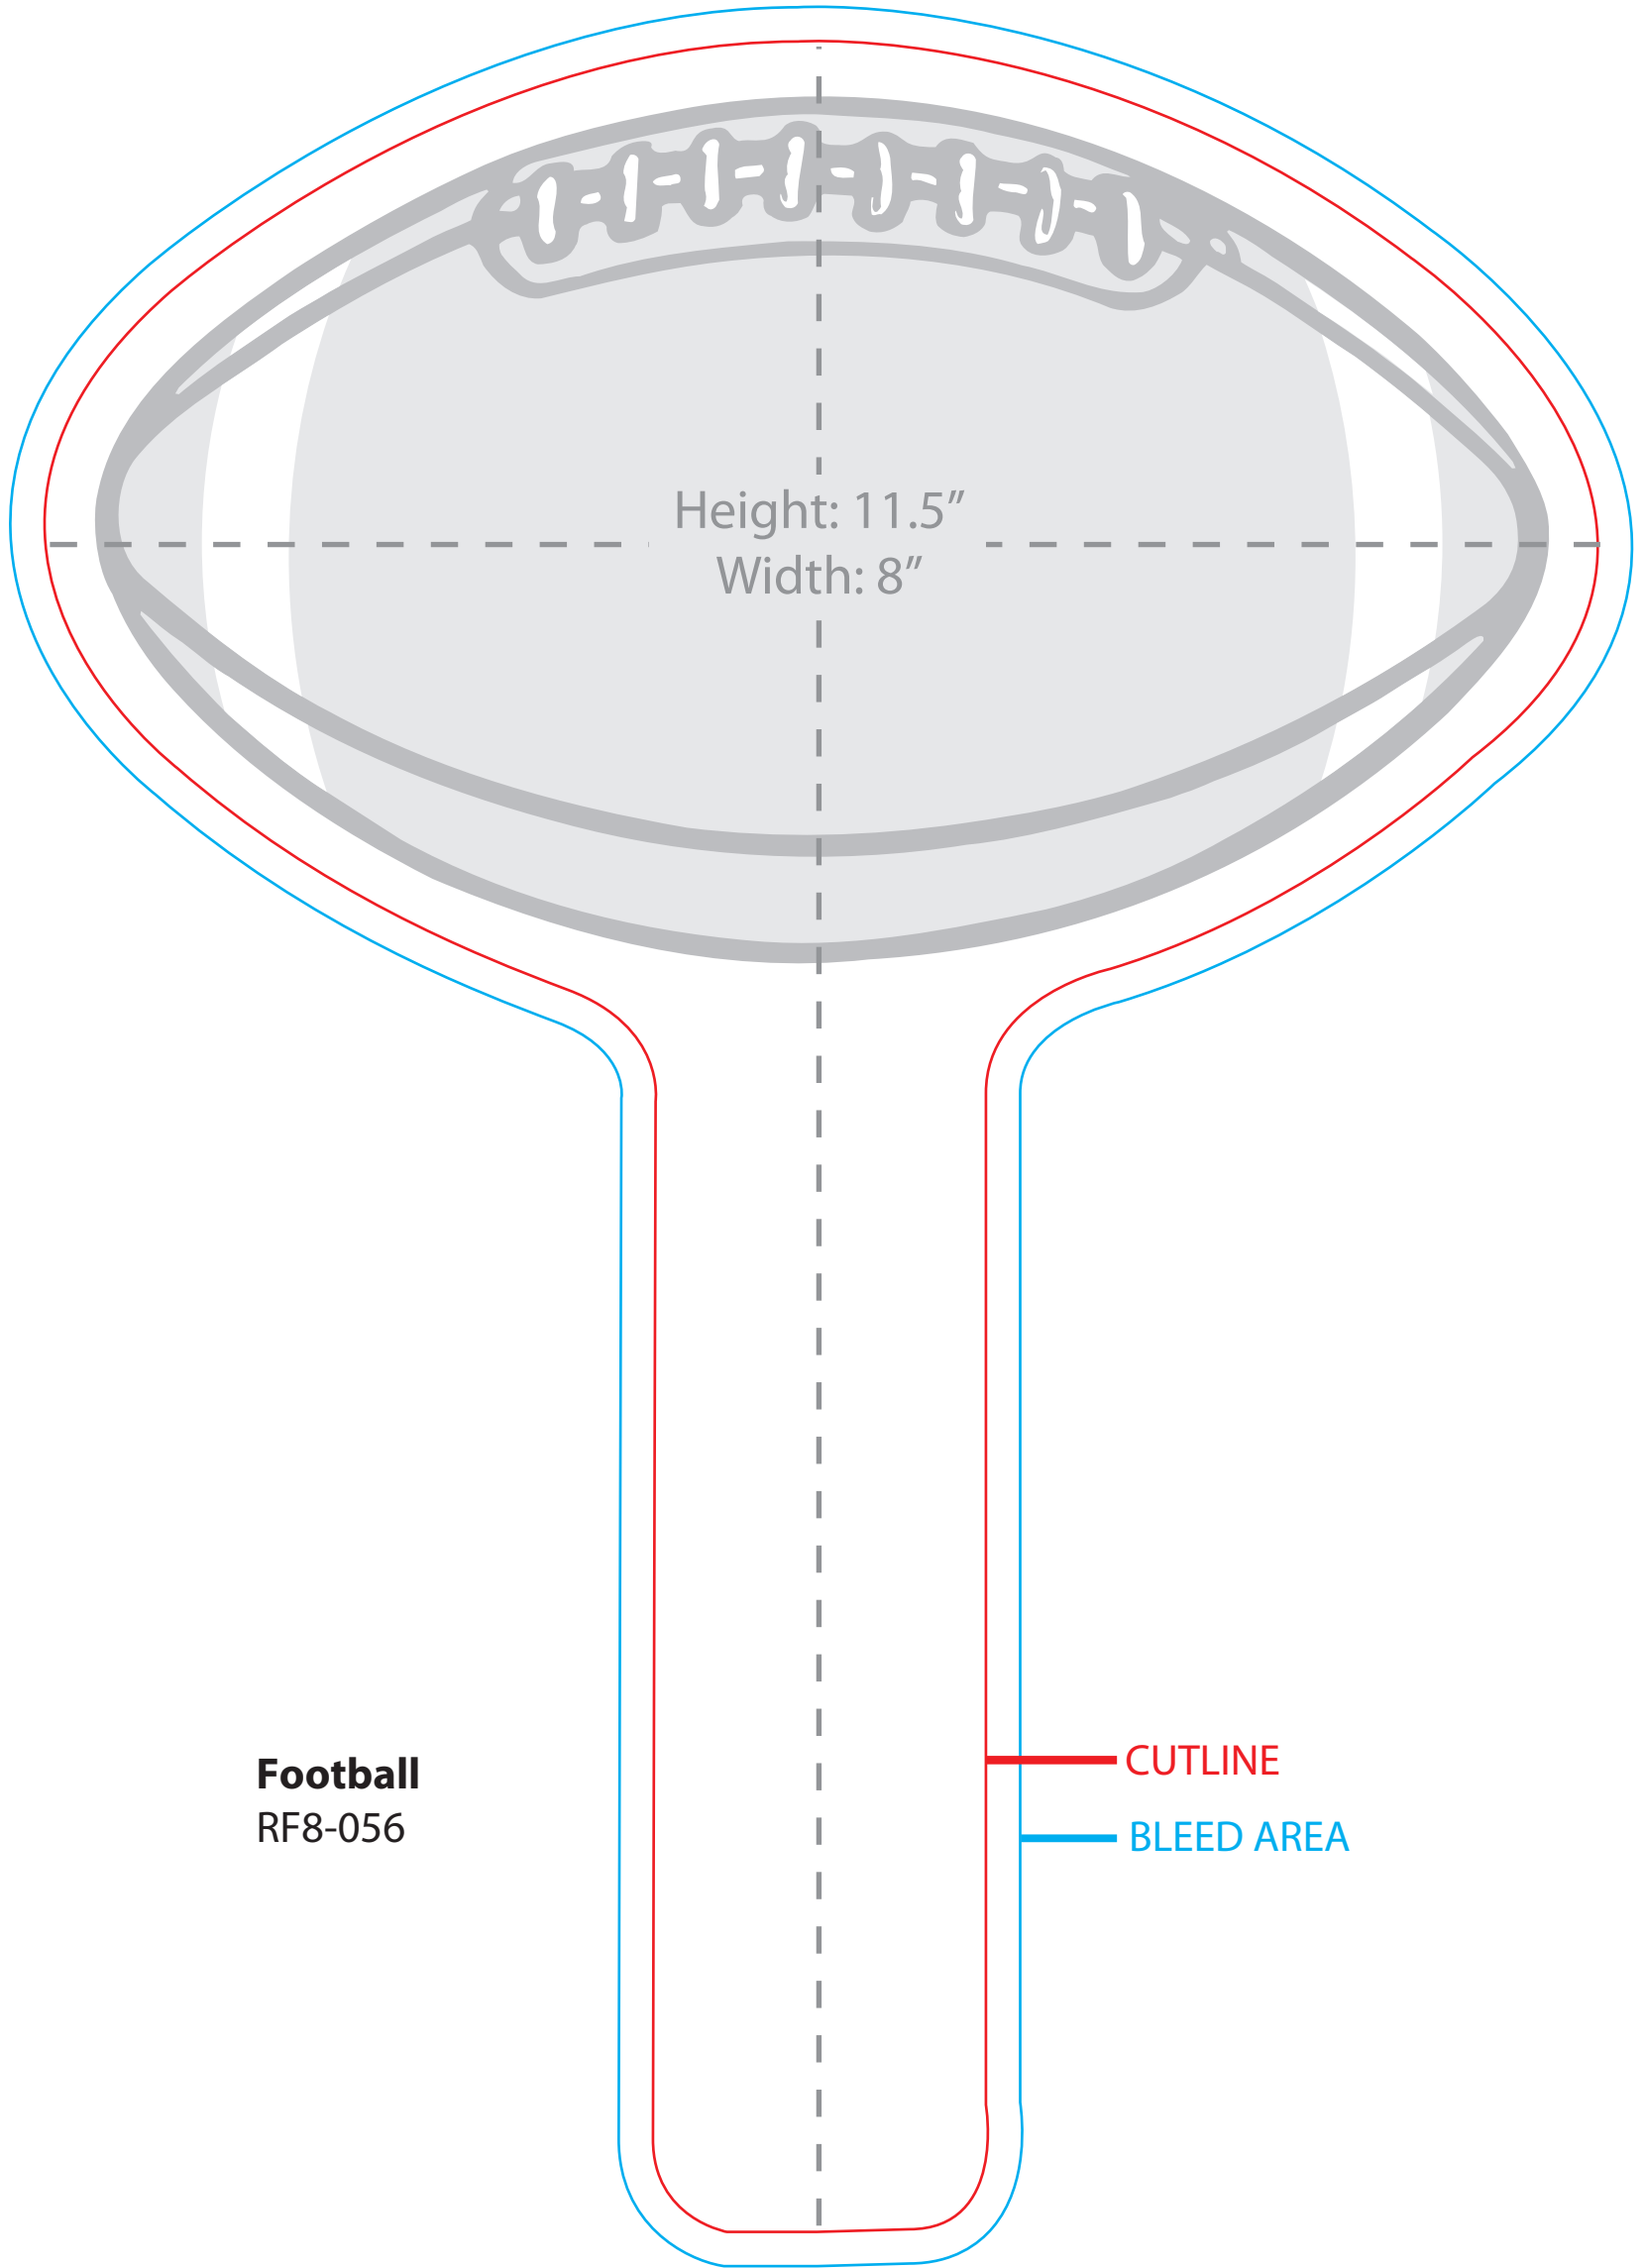 Height: 11.5”
Width: 8”
CUTLINE
Football
RF8-056
BLEED AREA